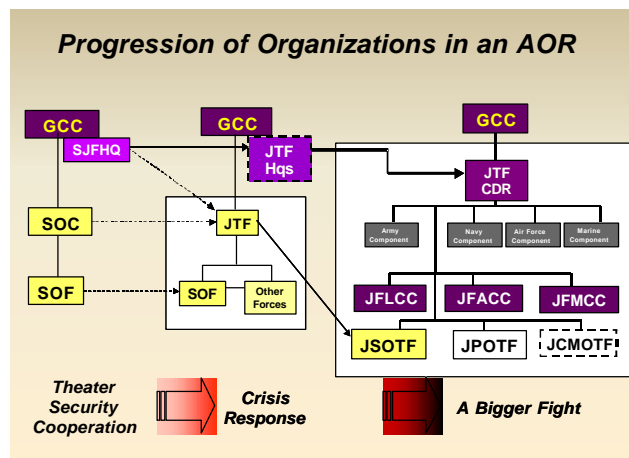 Progression of Organizations in an AOR
GCC
SJFHQ
SOC
SOF
GCC
JTF
Hqs
JTF
SOF
Other
Forces
GCC
JTF
CDR
Army
Component
Navy
Component
Air Force
Component
Marine
Component
JFLCC
JFACC
JFMCC
JSOTF
JPOTF
JCMOTF
Theater
Security
Cooperation
Crisis
Response
A Bigger Fight